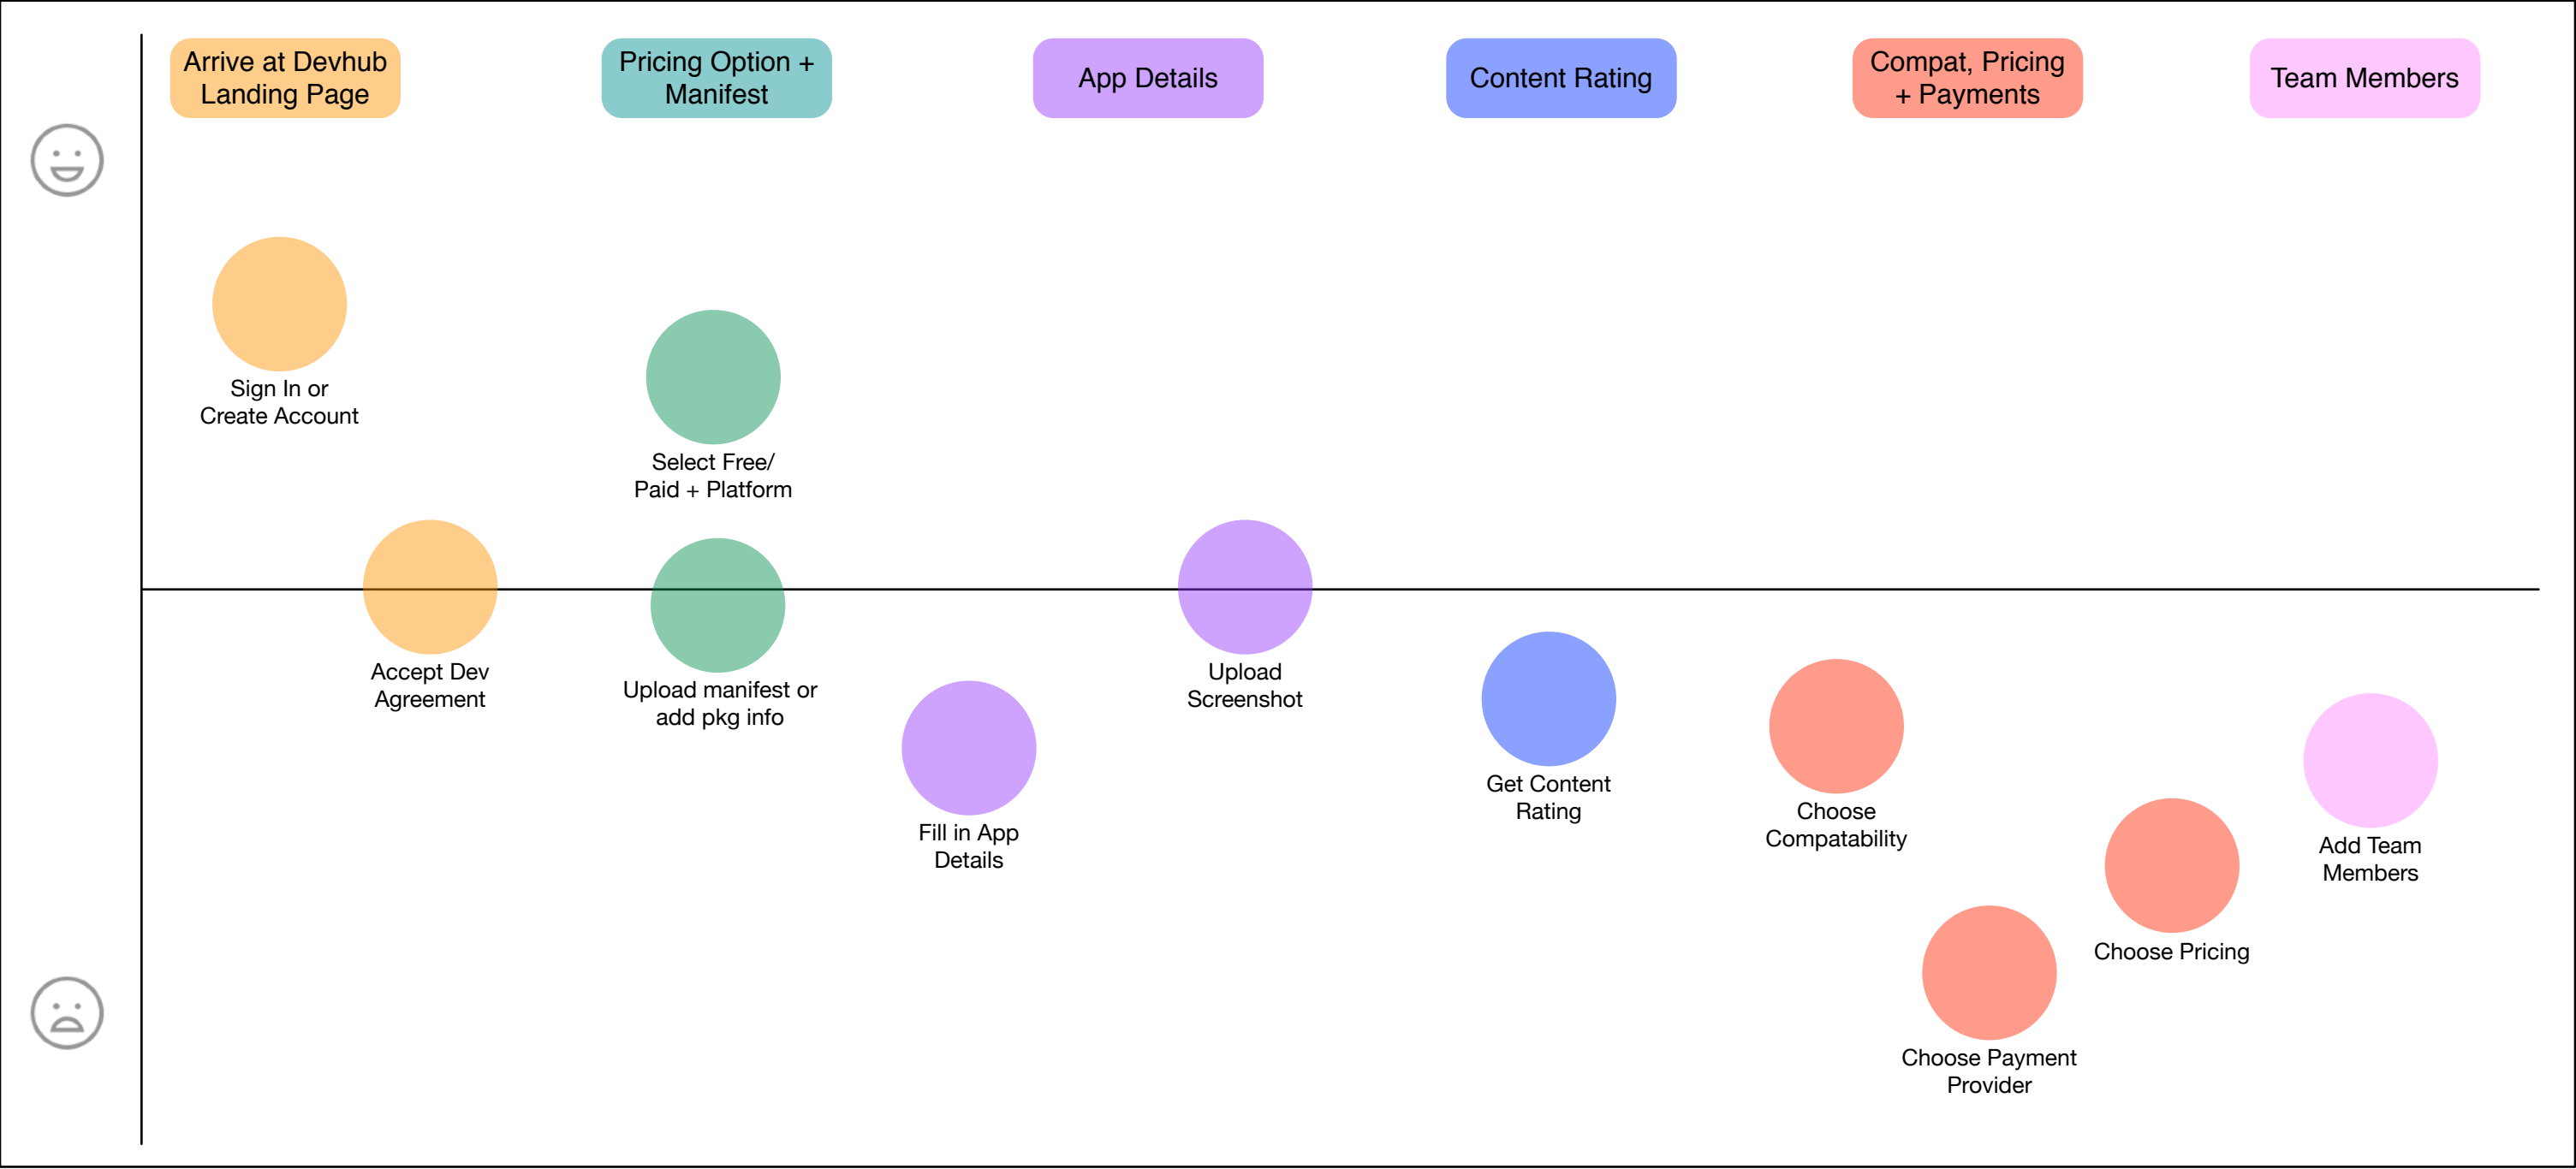 Arrive at Devhub
Landing Page
Pricing Option +
Manifest
App Details
Content Rating
Compat, Pricing
+ Payments
Team Members
Sign In or
Create Account
Select Free/
Paid + Platform
Accept Dev
Agreement
Upload manifest or
add pkg info
Fill in App
Details
Upload
Screenshot
Get Content
Rating
Choose
Compatability
Choose Payment
Provider
Choose Pricing
Add Team
Members